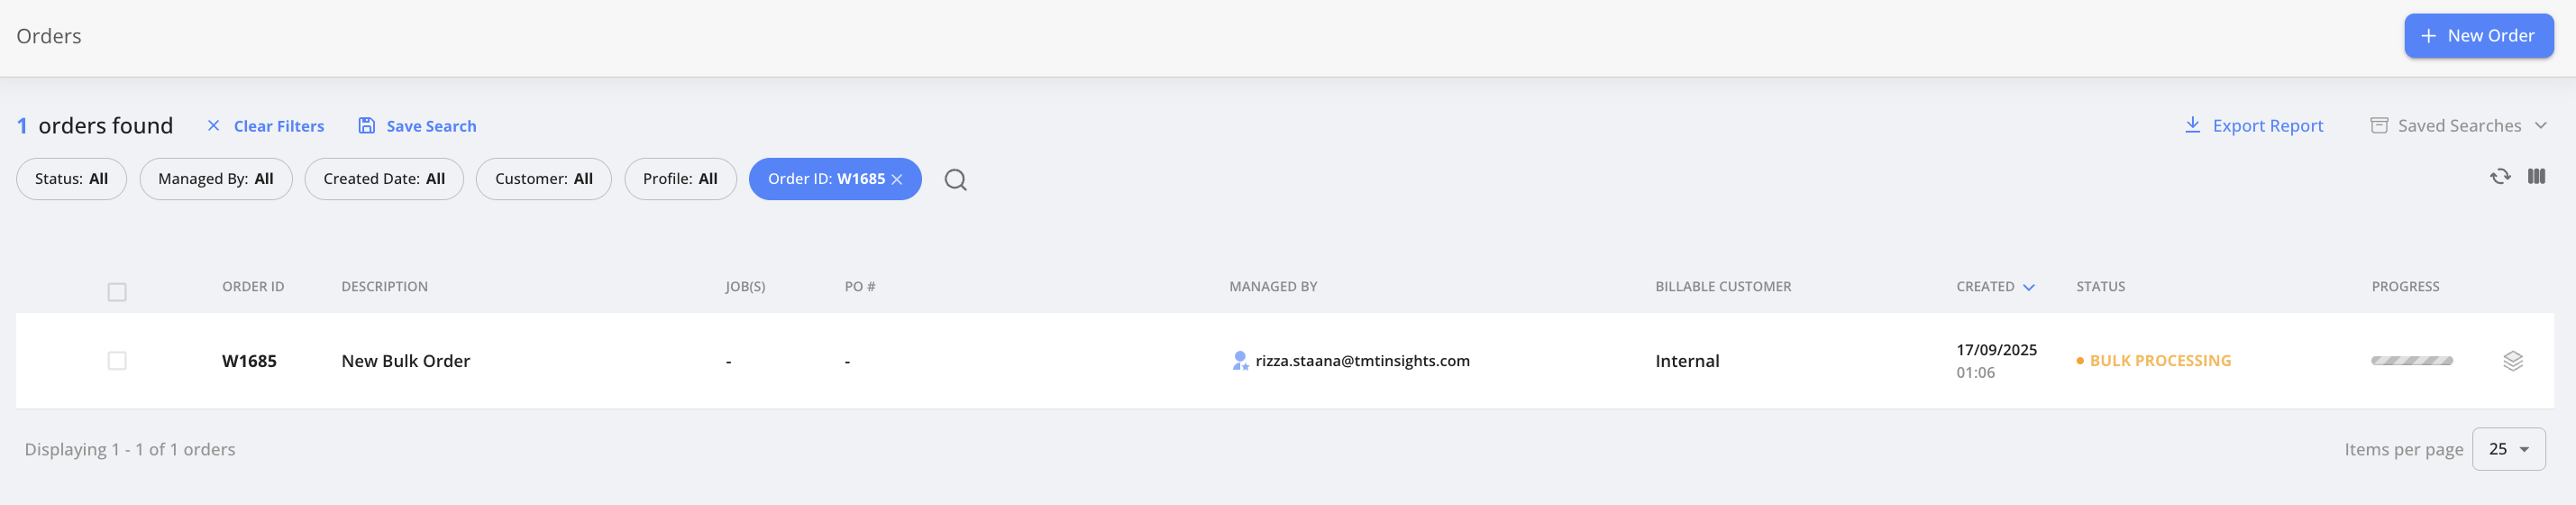 Orders
+ New Order
1 orders found
Clear Filters
Save Search
Export Report
Saved Searches
Status: All
Managed By: All
Created Date: All
Customer: All
Profile: All
Order ID: W1685
ORDER ID DESCRIPTION JOB(S) PO # MANAGED BY BILLABLE CUSTOMER CREATED STATUS PROGRESS
W1685 New Bulk Order - - rizza.staana@tmtinsights.com Internal 17/09/2025 BULK PROCESSING
01:06
Displaying 1 - 1 of 1 orders
Items per page 25